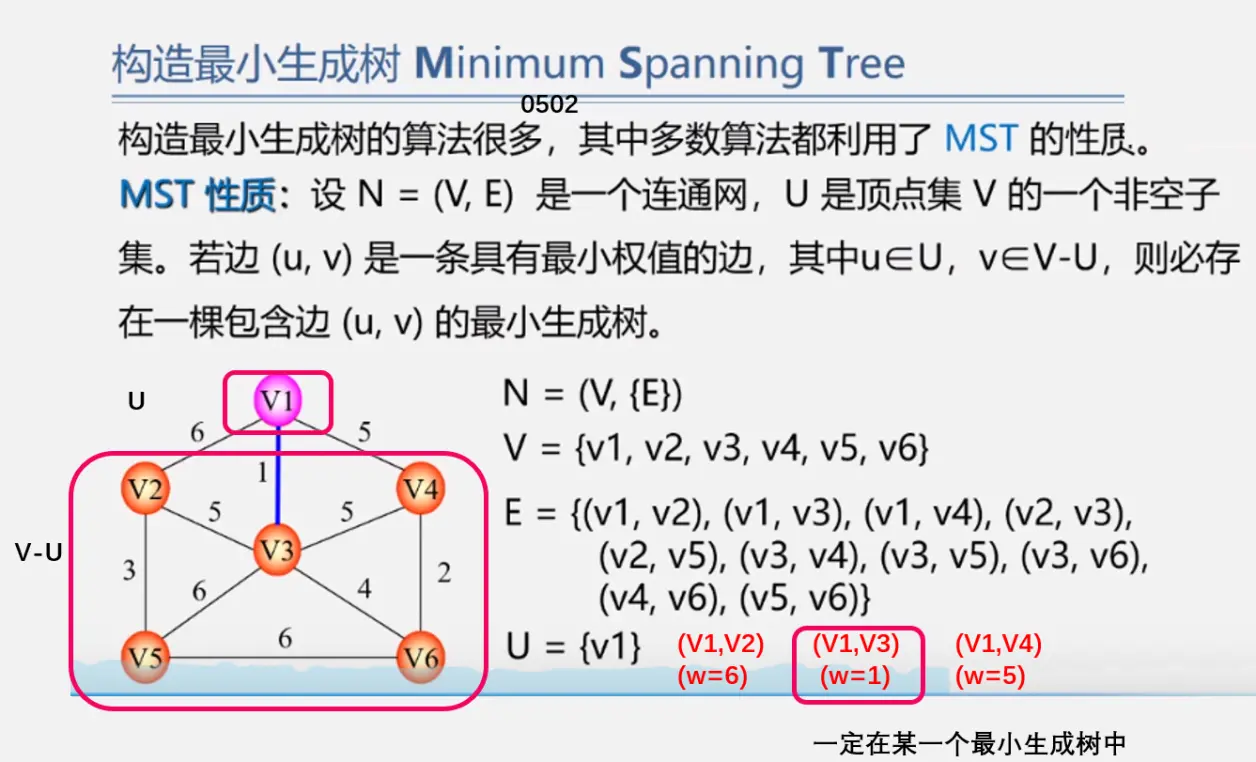 构造最小生成树 Minimum Spanning Tree
0502
构造最小生成树的算法很多，其中多数算法都利用了 MST 的性质。
MST 性质：设 N = (V, E) 是一个连通网，U 是顶点集 V 的一个非空子
集。若边 (u, v) 是一条具有最小权值的边，其中u∈U，v∈V-U，则必存
在一棵包含边 (u, v) 的最小生成树。
U
V1
6
5
1
V2
V4
5
5
V3
V-U
3
2
6
4
6
V5
V6
N = (V, {E})
V = {v1, v2, v3, v4, v5, v6}
E = {(v1, v2), (v1, v3), (v1, v4), (v2, v3),
(v2, v5), (v3, v4), (v3, v5), (v3, v6),
(v4, v6), (v5, v6)}
U = {v1}
(V1,V2)
(w=6)
(V1,V3)
(w=1)
(V1,V4)
(w=5)
一定在某一个最小生成树中